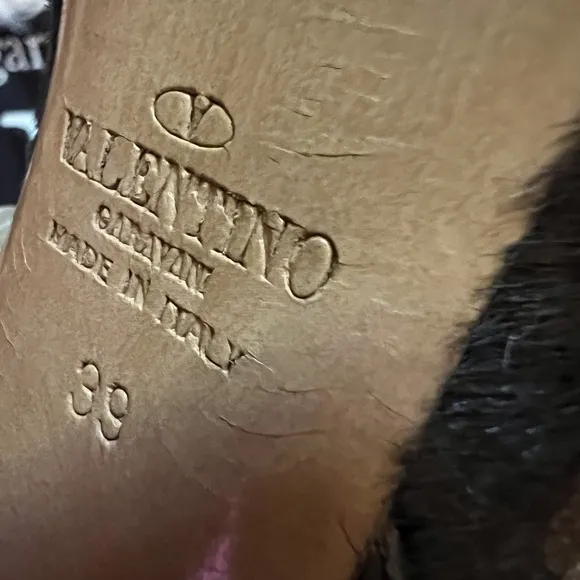 V
VALENTINO
GARAVANI
MADE IN ITALY
39